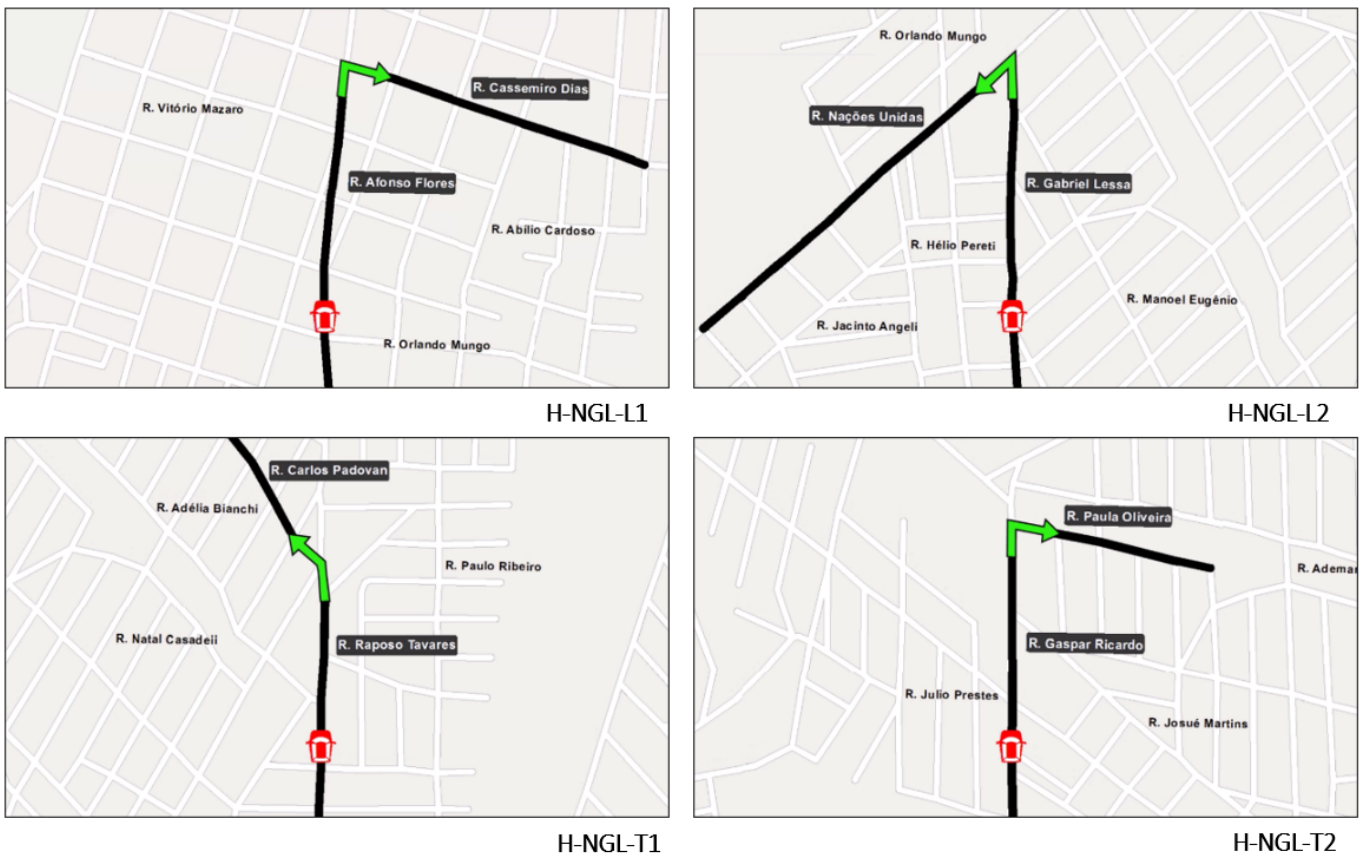 R. Cassemiro Dias
R. Vitório Mazaro
R. Afonso Flores
R. Abílio Cardoso
R. Orlando Mungo
H-NGL-L1
R. Orlando Mungo
R. Nações Unidas
R. Gabriel Lessa
R. Hélio Pereti
R. Manoel Eugênio
R. Jacinto Angeli
H-NGL-L2
R. Carlos Padovan
R. Adélia Bianchi
R. Paulo Ribeiro
R. Natal Casadeii
R. Raposo Tavares
H-NGL-T1
R. Paula Oliveira
R. Ademar
R. Gaspar Ricardo
R. Julio Prestes
R. Josué Martins
H-NGL-T2